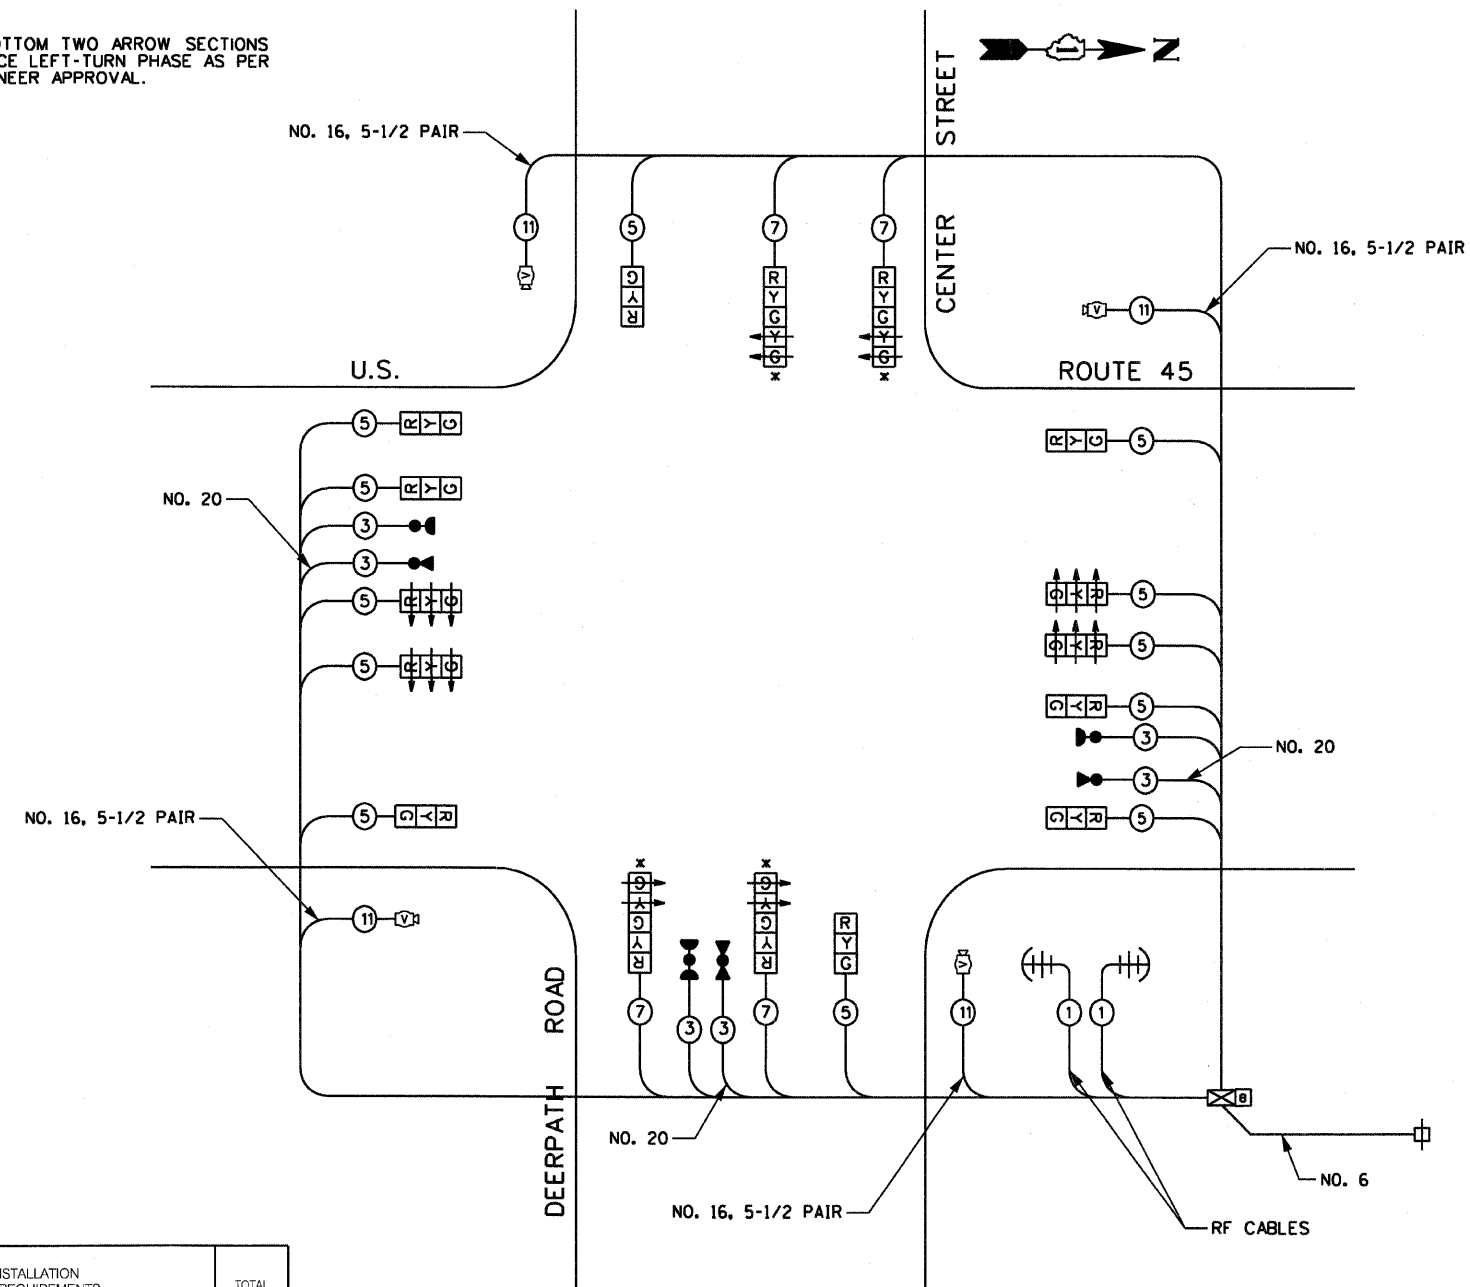 OTTOM TWO ARROW SECTIONS
CE LEFT-TURN PHASE AS PER
NEER APPROVAL.
STREET
N
NO. 16, 5-1/2 PAIR
11
5
7
7
CENTER
NO. 16, 5-1/2 PAIR
V
G Y R
R Y G Y G
*
R Y G Y G
*
V
11
U.S.
ROUTE 45
5 R Y G
R Y G 5
5 R Y G
NO. 20
3
3
5 R Y G
G Y R 5
G Y R 5
5 R Y G
G Y R 5
3
NO. 20
3
NO. 16, 5-1/2 PAIR
5 G Y R
G Y R 5
*
G Y G Y R
*
G Y G Y R
R Y G
11 V
V
ROAD
7
3
3
7
5
11
1
1
DEERPATH
8
NO. 20
NO. 6
NO. 16, 5-1/2 PAIR
RF CABLES
STALLATION
REQUIREMENTS
TOTAL